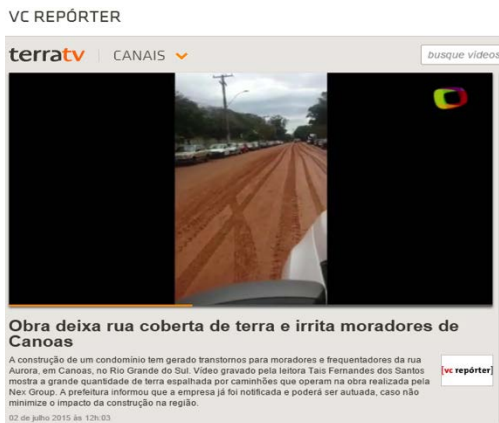 VC REPÓRTER
terratv CANAIS busque vídeos
Obra deixa rua coberta de terra e irrita moradores de
Canoas
A construção de um condomínio tem gerado transtornos para moradores e frequentadores da rua
Aurora, em Canoas, no Rio Grande do Sul. Vídeo gravado pela leitora Tais Fernandes dos Santos
mostra a grande quantidade de terra espalhada por caminhões que operam na obra realizada pela
Nex Group. A prefeitura informou que a empresa já foi notificada e poderá ser autuada, caso não
minimize o impacto da construção na região.
[vc repórter]
02 de julho 2015 às 12h:03